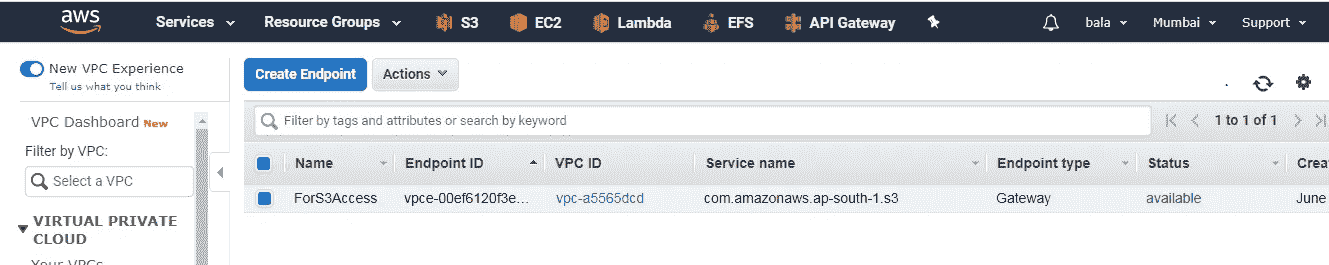 aws Services Resource Groups S3 EC2 Lambda EFS API Gateway bala Mumbai Support
New VPC Experience
Tell us what you think
Create Endpoint Actions
VPC Dashboard New
Filter by tags and attributes or search by keyword
1 to 1 of 1
Filter by VPC:
Select a VPC
Name Endpoint ID VPC ID Service name Endpoint type Status Crea
ForS3Access vpce-00ef6120f3e... vpc-a5565dcd com.amazonaws.ap-south-1.s3 Gateway available June
VIRTUAL PRIVATE
CLOUD
Your VPCs